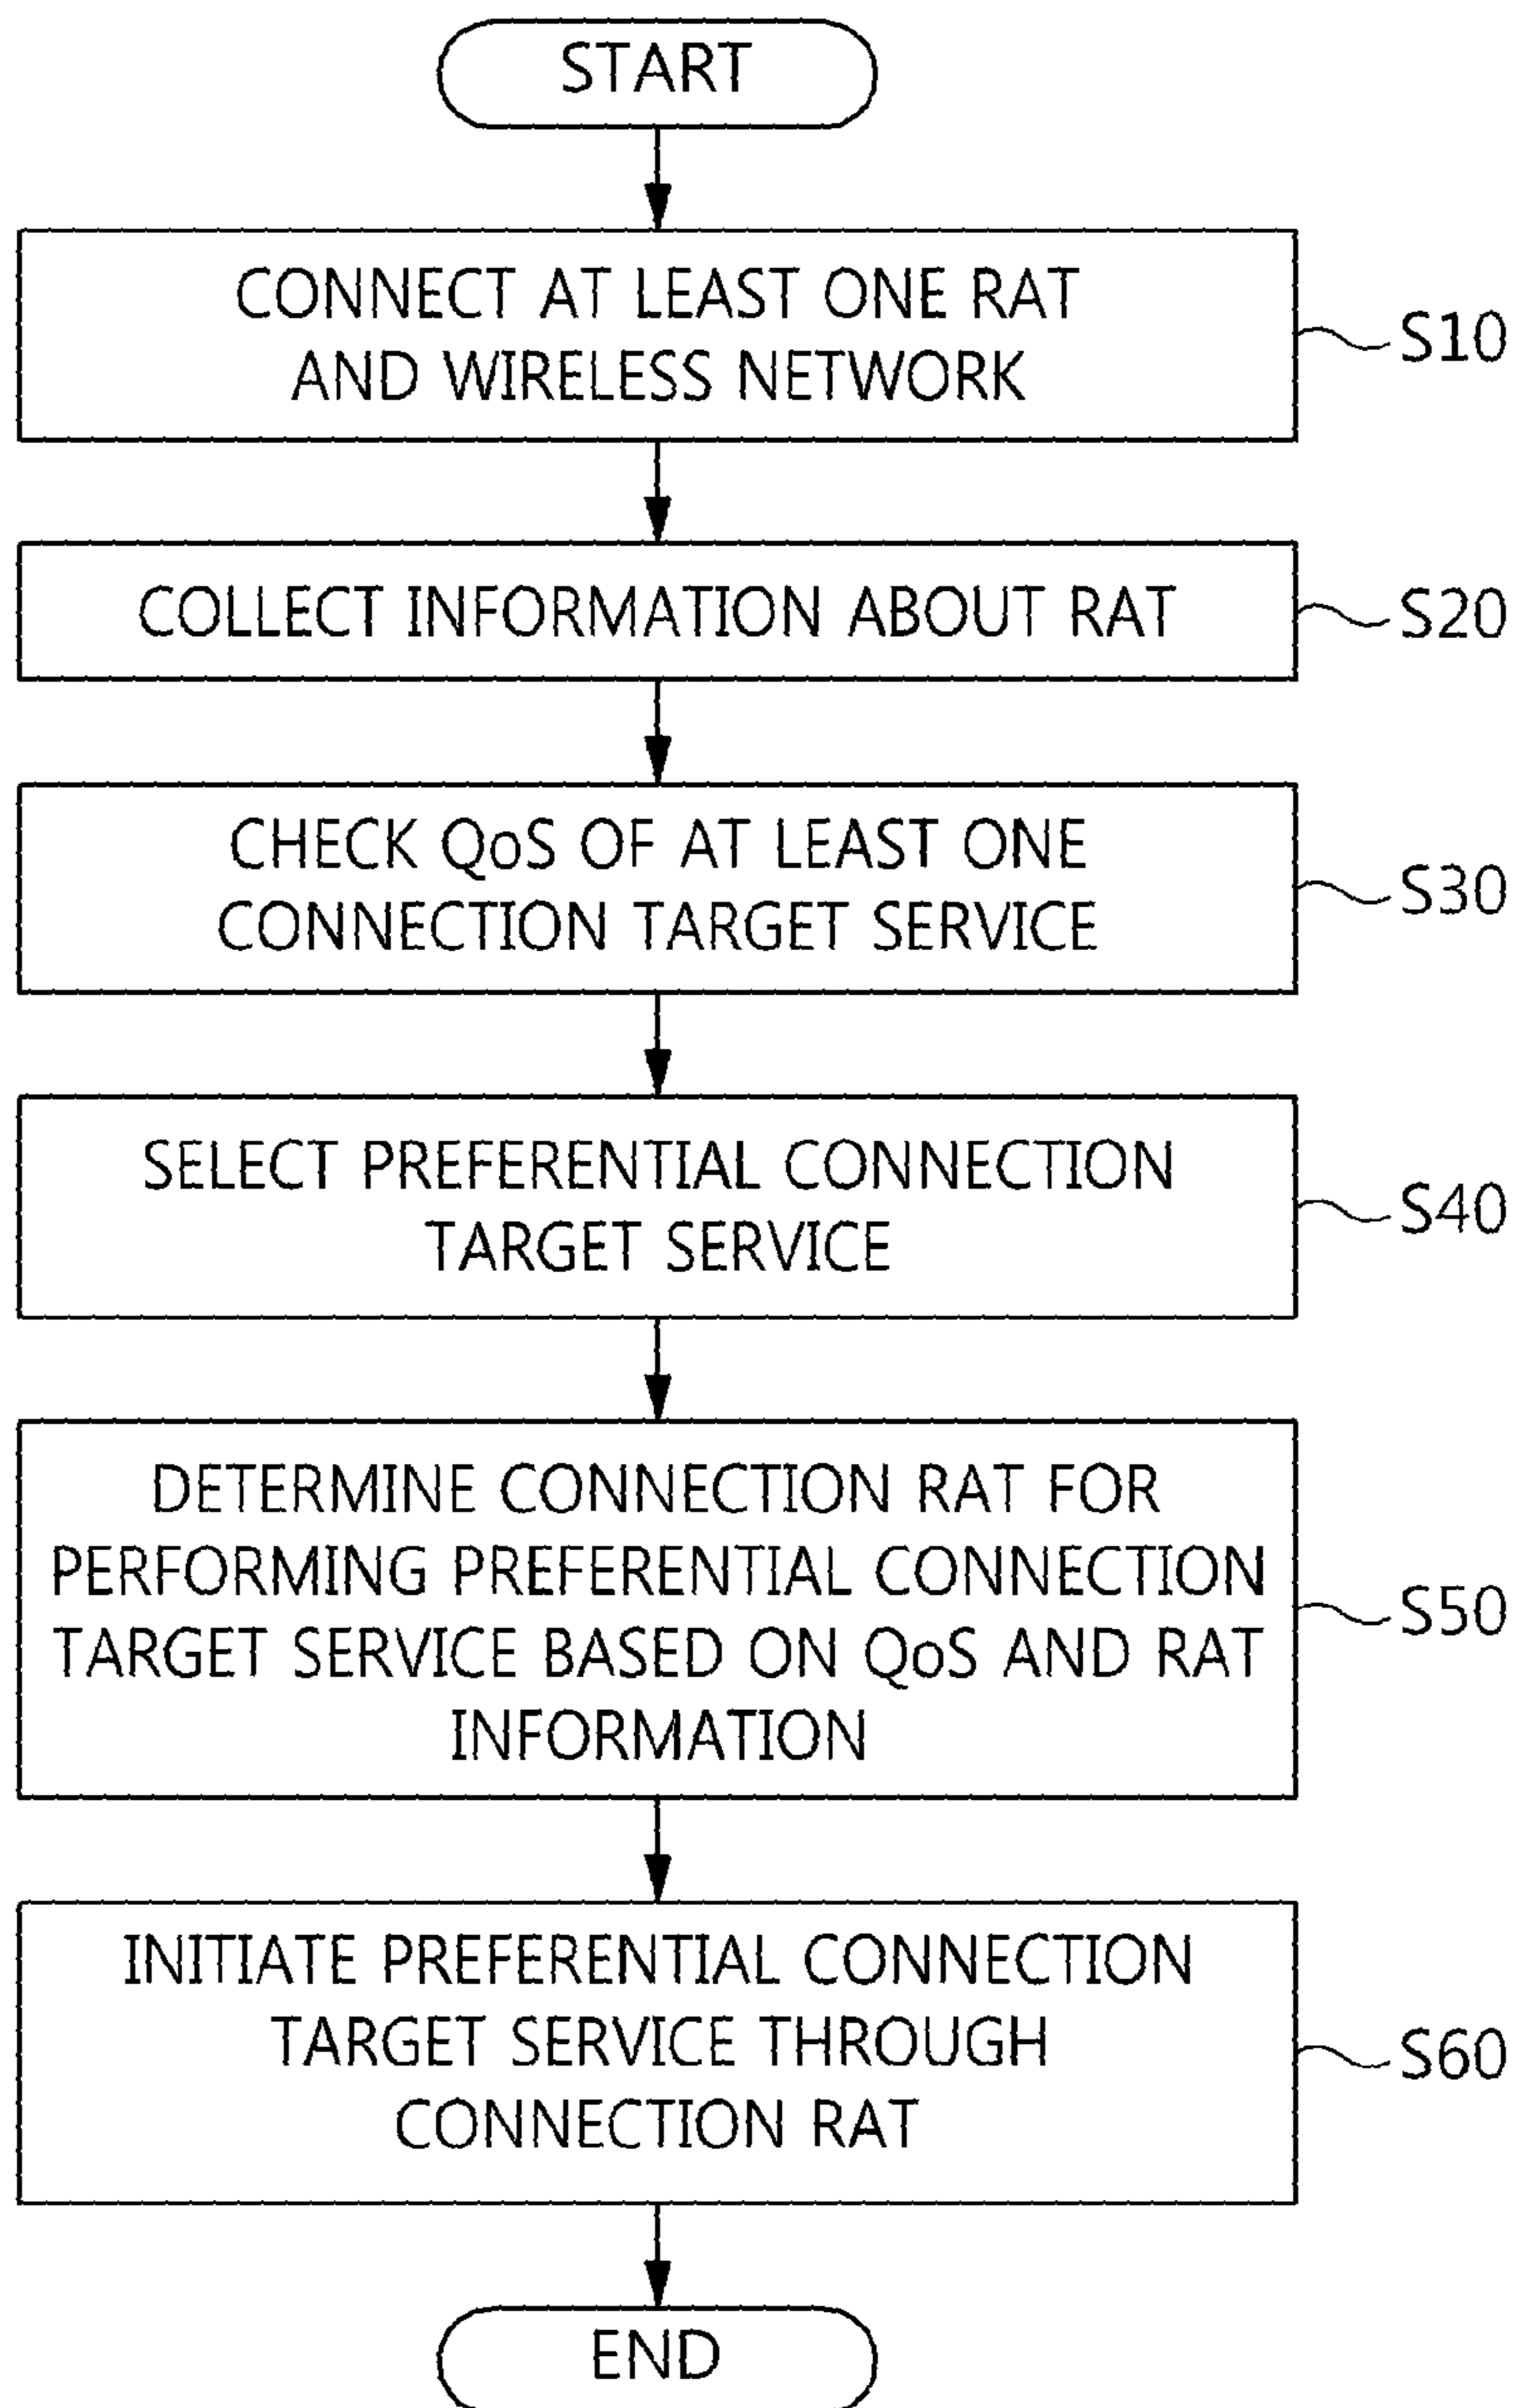 START
CONNECT AT LEAST ONE RAT
AND WIRELESS NETWORK
S10
COLLECT INFORMATION ABOUT RAT
S20
CHECK QoS OF AT LEAST ONE
CONNECTION TARGET SERVICE
S30
SELECT PREFERENTIAL CONNECTION
TARGET SERVICE
S40
DETERMINE CONNECTION RAT FOR
PERFORMING PREFERENTIAL CONNECTION
TARGET SERVICE BASED ON QoS AND RAT
INFORMATION
S50
INITIATE PREFERENTIAL CONNECTION
TARGET SERVICE THROUGH
CONNECTION RAT
S60
END